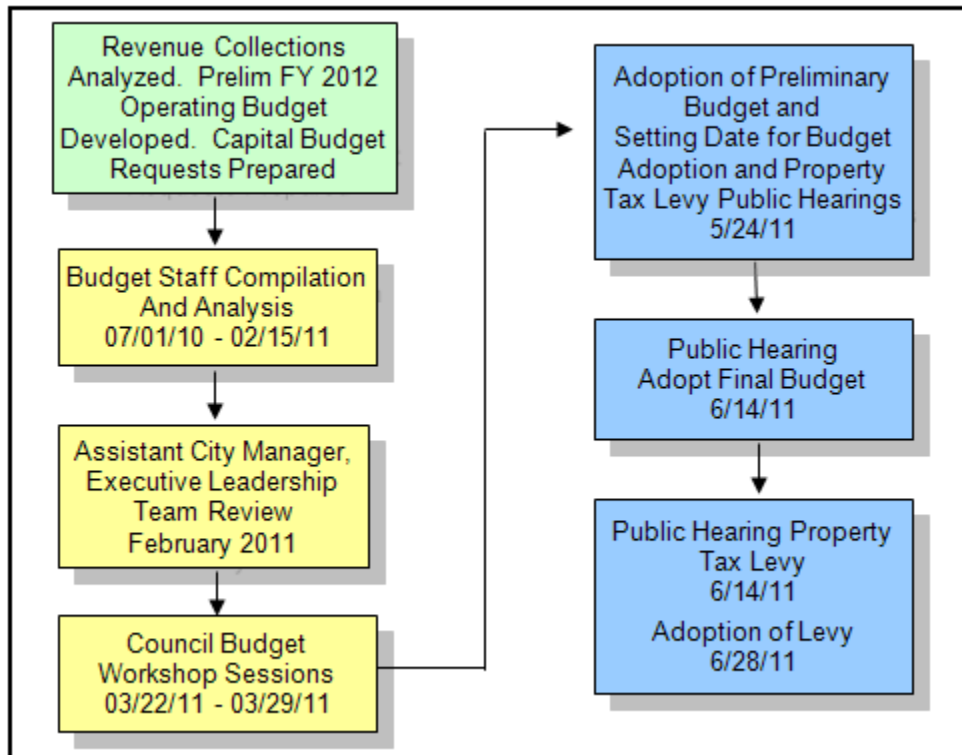 Revenue Collections
Analyzed. Prelim FY 2012
Operating Budget
Developed. Capital Budget
Requests Prepared
Budget Staff Compilation
And Analysis
07/01/10 - 02/15/11
Assistant City Manager,
Executive Leadership
Team Review
February 2011
Council Budget
Workshop Sessions
03/22/11 - 03/29/11
Adoption of Preliminary
Budget and
Setting Date for Budget
Adoption and Property
Tax Levy Public Hearings
5/24/11
Public Hearing
Adopt Final Budget
6/14/11
Public Hearing Property
Tax Levy
6/14/11
Adoption of Levy
6/28/11